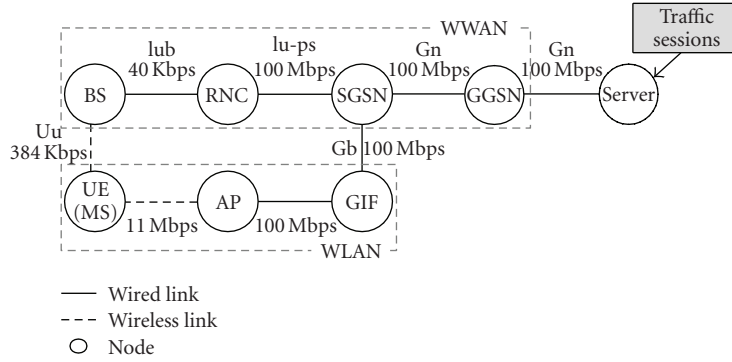 Traffic
sessions
WWAN
Iub
40 Kbps
Iu-ps
100 Mbps
Gn
100 Mbps
Gn
100 Mbps
BS
RNC
SGSN
GGSN
Server
Uu
384 Kbps
Gb 100 Mbps
UE
(MS)
AP
GIF
11 Mbps
100 Mbps
WLAN
Wired link
Wireless link
Node